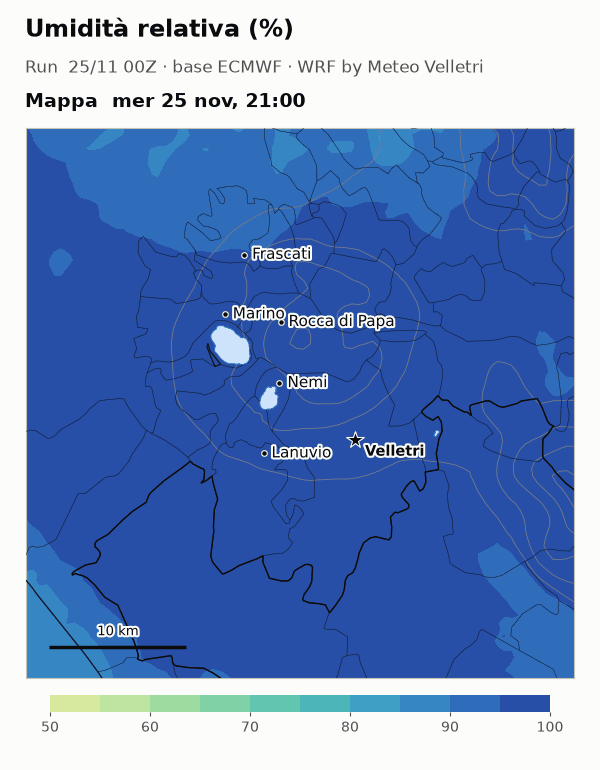 Umidità relativa (%)
Run  25/11 00Z · base ECMWF · WRF by Meteo Velletri
Mappa  mer 25 nov, 21:00
Frascati
Marino
Rocca di Papa
Nemi
Velletri
Lanuvio
10 km
50 60 70 80 90 100